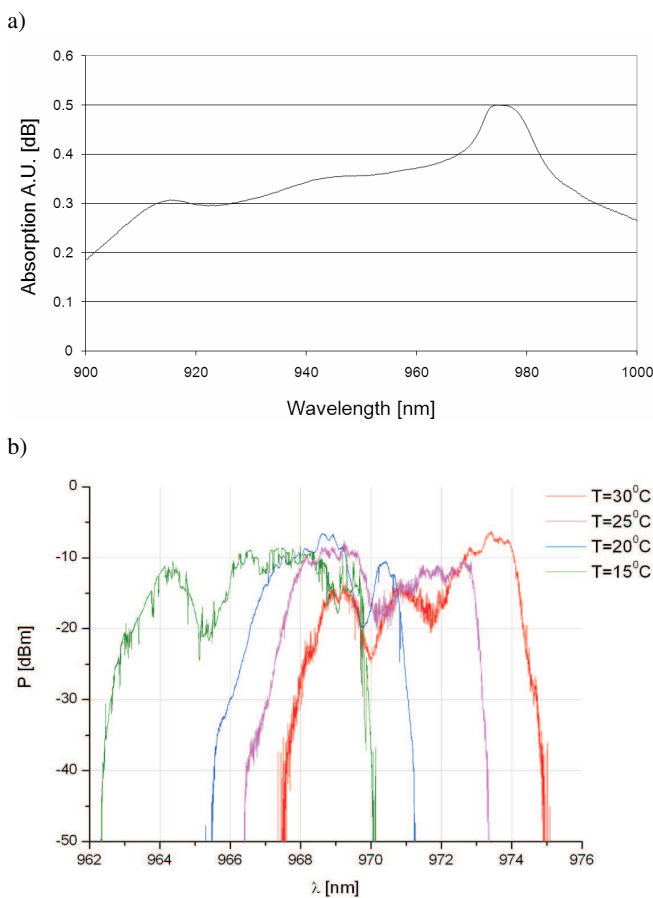 a)
0.6
0.5
0.4
0.3
0.2
0.1
0
Absorption A.U. [dB]
900 920 940 960 980 1000
Wavelength [nm]
b)
0
-10
-20
-30
-40
-50
P [dBm]
T=30⁰C
T=25⁰C
T=20⁰C
T=15⁰C
962 964 966 968 970 972 974 976
λ [nm]